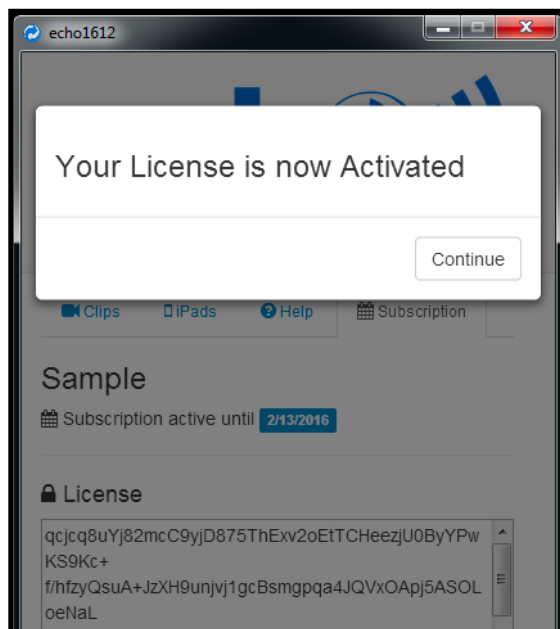 echo1612
Your License is now Activated
Continue
Clips iPads Help Subscription
Sample
Subscription active until 2/13/2016
License
qcjcq8uYj82mcC9yjD875ThExv2oEtTCHeezjU0ByYPw
KS9Kc+
f/hfzyQsuA+JzXH9unjvj1gcBsmgpqa4JQVxOApj5ASOL
oeNaL